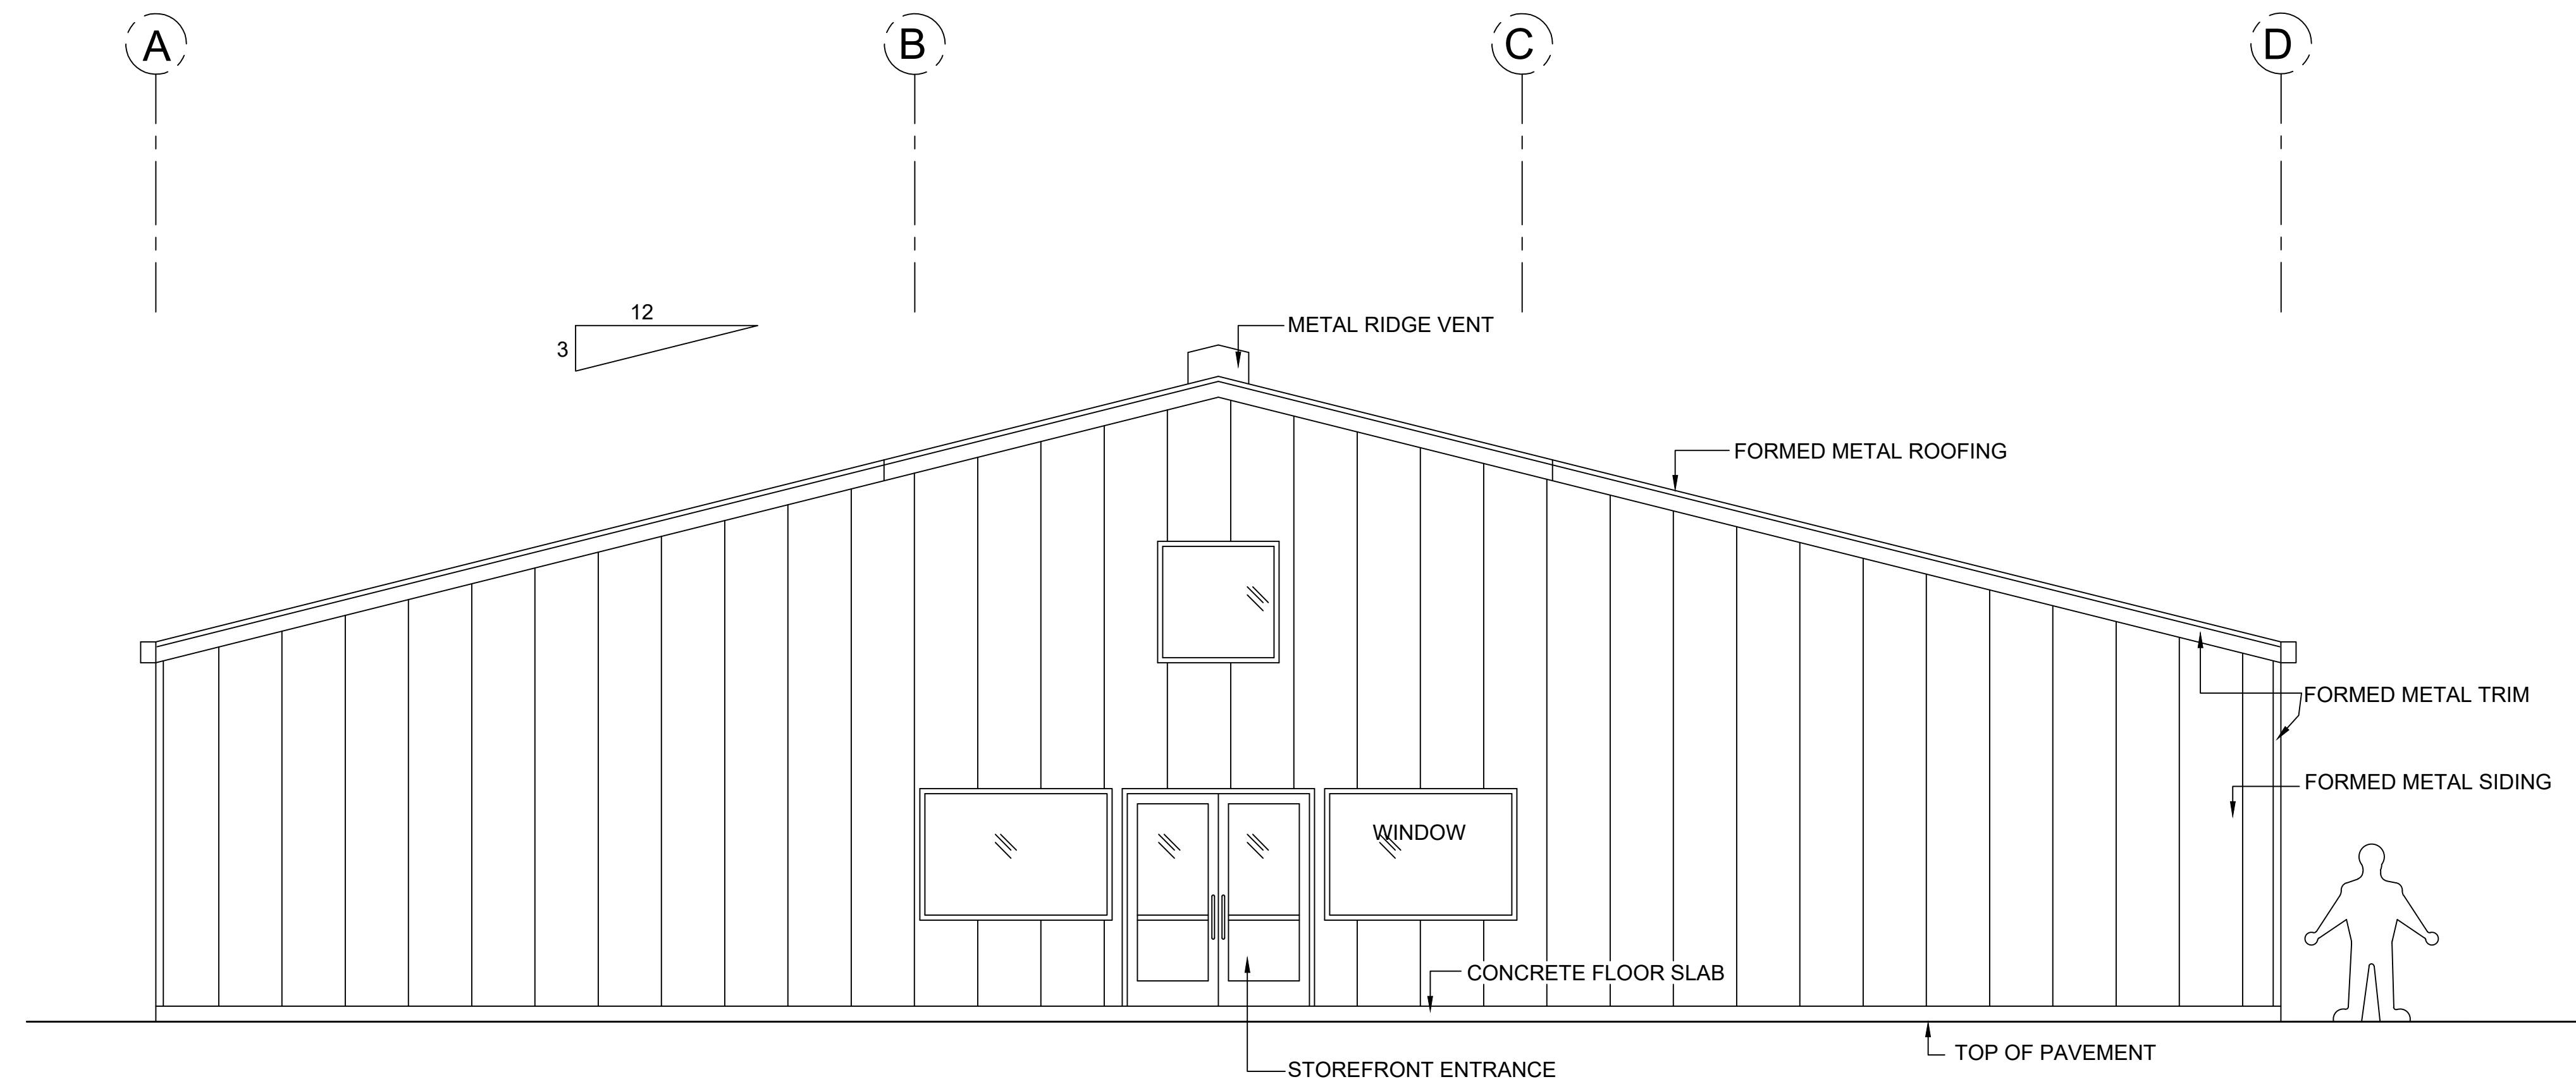 A
B
C
D
12
3
METAL RIDGE VENT
FORMED METAL ROOFING
FORMED METAL TRIM
FORMED METAL SIDING
WINDOW
CONCRETE FLOOR SLAB
TOP OF PAVEMENT
STOREFRONT ENTRANCE